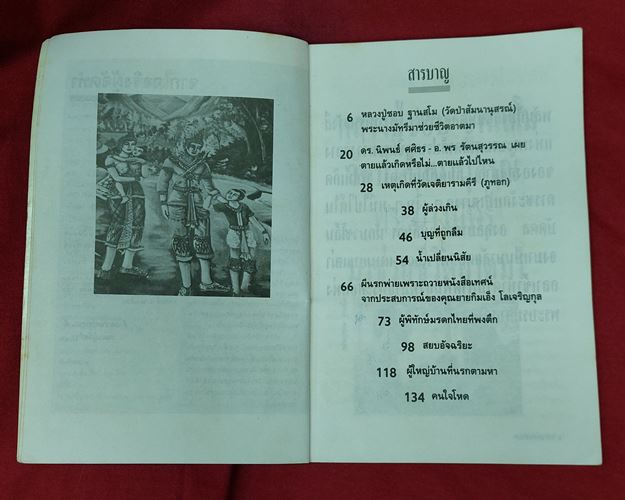 สารบาญ
6 หลวงปู่ชอบ ฐานสโม (วัดป่าสัมนานุสรณ์)
พระนางมัทรีมาช่วยชีวิตอาตมา
20 ดร. นิพนธ์ ศศิธร - อ. พร รัตนสุวรรณ เผย
ตายแล้วเกิดหรือไม่...ตายแล้วไปไหน
28 เหตุเกิดที่วัดเจติยารามคีรี (ภูทอก)
38 ผู้ล่วงเกิน
46 บุญที่ถูกลืม
54 น้ำเปลี่ยนนิสัย
66 ผีนรกพ่ายเพราะถวายหนังสือเทศน์
จากประสบการณ์ของคุณยายกิมเฮ็ง โลเจริญกุล
73 ผู้พิทักษ์มรดกไทยที่พงตึก
98 สยบอัจฉริยะ
118 ผู้ใหญ่บ้านที่นรกตามหา
134 คนใจโหด